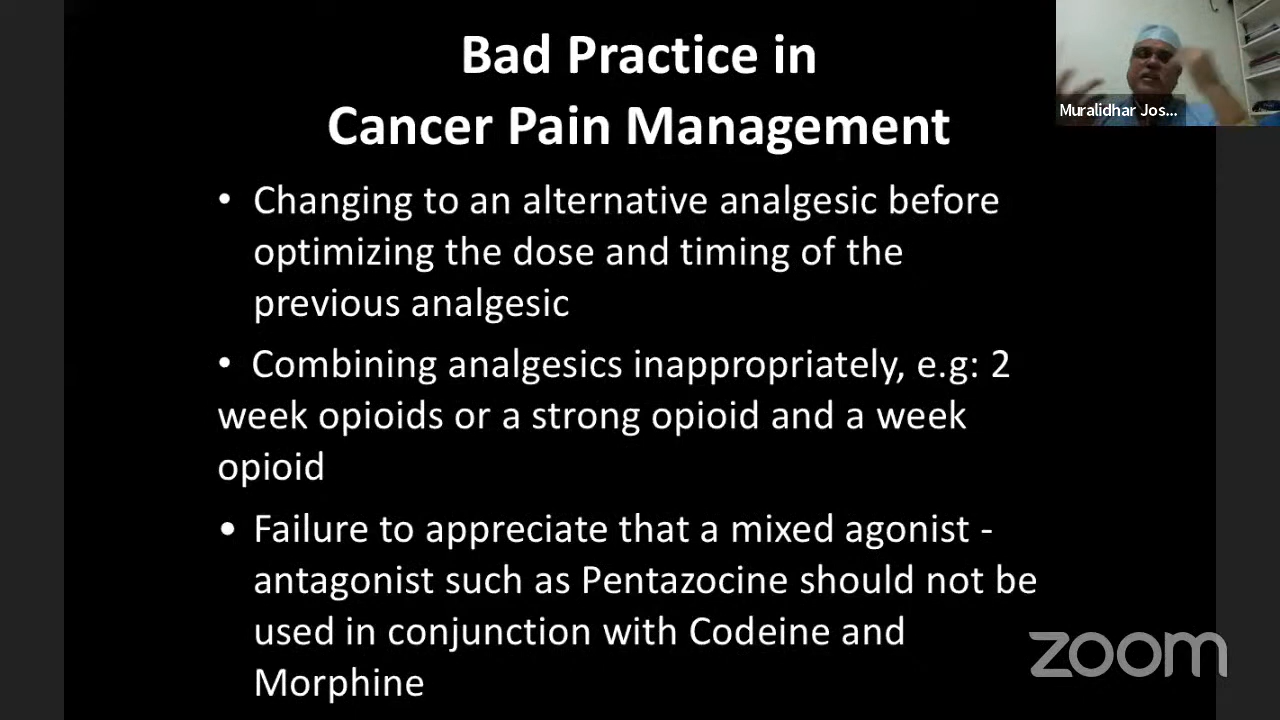 Bad Practice in
Cancer Pain Management
• Changing to an alternative analgesic before
optimizing the dose and timing of the
previous analgesic
• Combining analgesics inappropriately, e.g: 2
week opioids or a strong opioid and a week
opioid
• Failure to appreciate that a mixed agonist -
antagonist such as Pentazocine should not be
used in conjunction with Codeine and
Morphine
Muralidhar Jos...
zoom